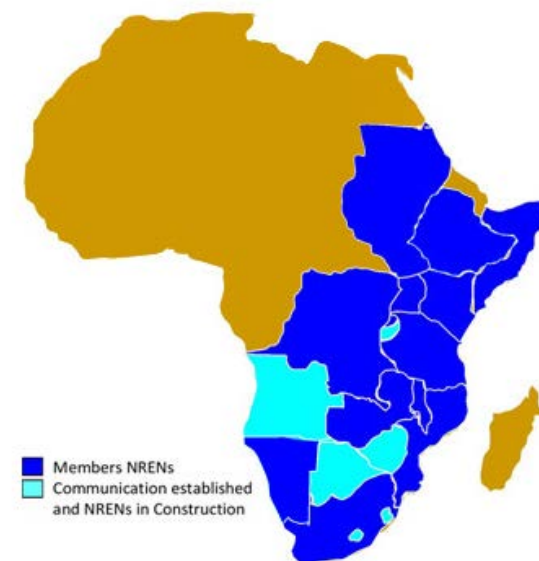 Members NRENs
Communication established
and NRENs in Construction